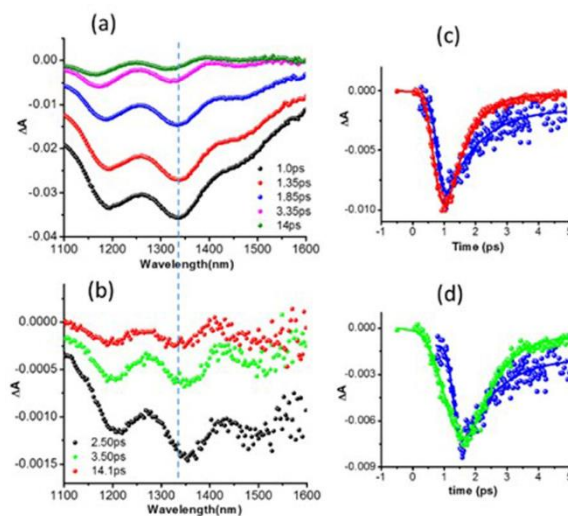 (a)
0.00
-0.01
-0.02
-0.03
-0.04
ΔA
1.0ps
1.35ps
1.85ps
3.35ps
14ps
1100 1200 1300 1400 1500 1600
Wavelength(nm)
(b)
0.0000
-0.0005
-0.0010
-0.0015
ΔA
2.50ps
3.50ps
14.1ps
1100 1200 1300 1400 1500 1600
Wavelength(nm)
(c)
0.000
-0.005
-0.010
ΔA
-1 0 1 2 3 4 5
Time (ps)
(d)
0.000
-0.003
-0.006
-0.009
ΔA
-1 0 1 2 3 4 5
time (ps)